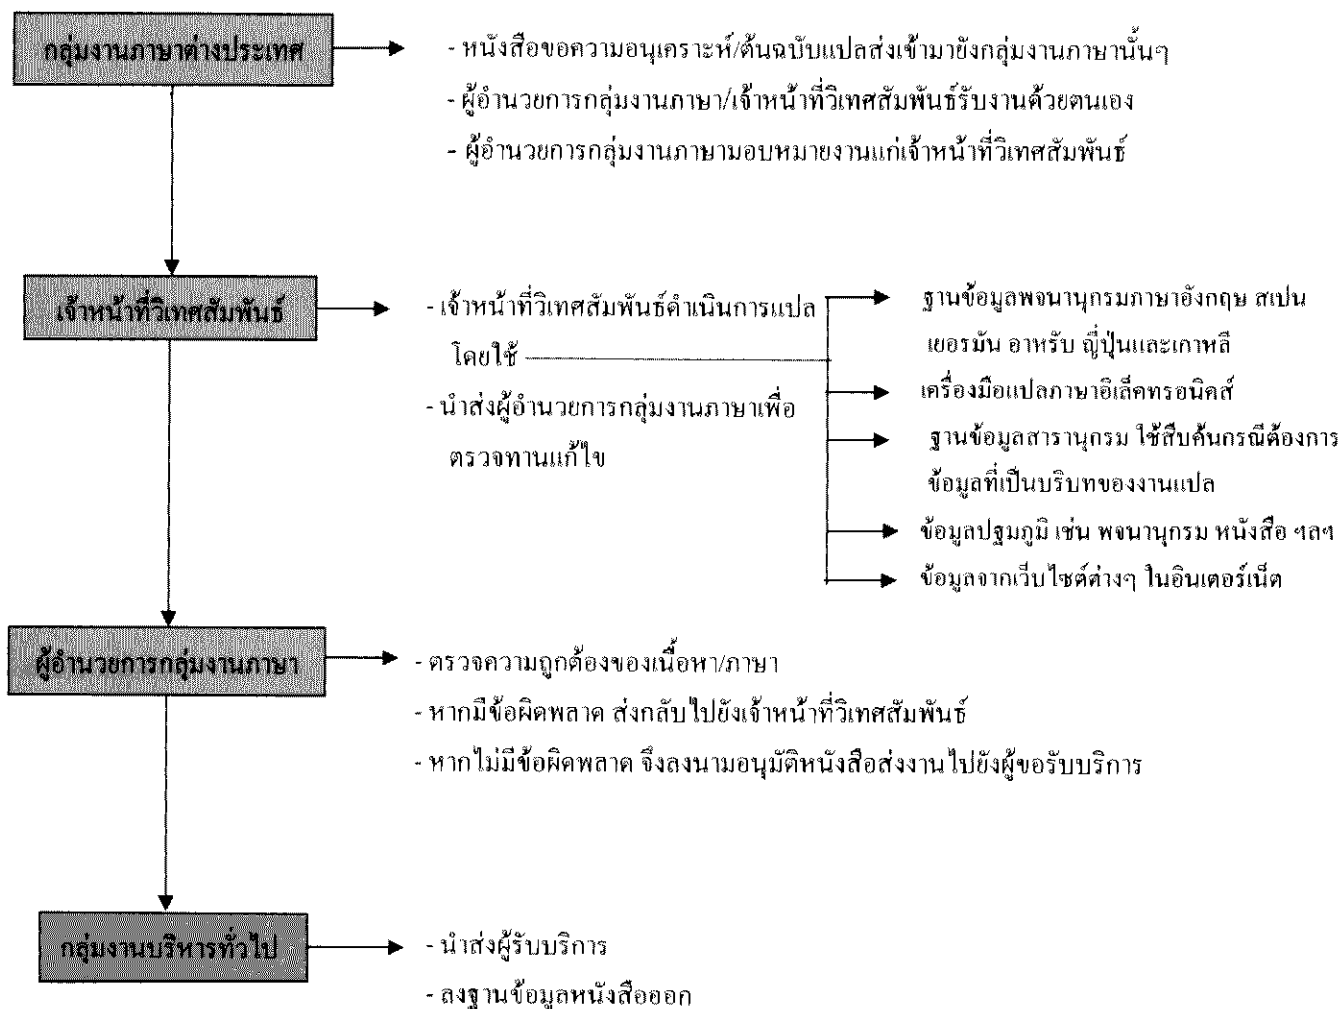 กลุ่มงานภาษาต่างประเทศ
- หนังสือขอความอนุเคราะห์/ต้นฉบับแปลส่งเข้ามายังกลุ่มงานภาษานั้นๆ
- ผู้อำนวยการกลุ่มงานภาษา/เจ้าหน้าที่วิเทศสัมพันธ์รับงานด้วยตนเอง
- ผู้อำนวยการกลุ่มงานภาษามอบหมายงานแก่เจ้าหน้าที่วิเทศสัมพันธ์
เจ้าหน้าที่วิเทศสัมพันธ์
- เจ้าหน้าที่วิเทศสัมพันธ์ดำเนินการแปล
โดยใช้
- นำส่งผู้อำนวยการกลุ่มงานภาษาเพื่อ
ตรวจทานแก้ไข
ฐานข้อมูลพจนานุกรมภาษาอังกฤษ สเปน
เยอรมัน อาหรับ ญี่ปุ่นและเกาหลี
เครื่องมือแปลภาษาอิเล็คทรอนิคส์
ฐานข้อมูลสารานุกรม ใช้สืบค้นกรณีต้องการ
ข้อมูลที่เป็นบริบทของงานแปล
ข้อมูลปฐมภูมิ เช่น พจนานุกรม หนังสือ ฯลฯ
ข้อมูลจากเว็บไซต์ต่างๆ ในอินเตอร์เน็ต
ผู้อำนวยการกลุ่มงานภาษา
- ตรวจความถูกต้องของเนื้อหา/ภาษา
- หากมีข้อผิดพลาด ส่งกลับไปยังเจ้าหน้าที่วิเทศสัมพันธ์
- หากไม่มีข้อผิดพลาด จึงลงนามอนุมัติหนังสือส่งงานไปยังผู้ขอรับบริการ
กลุ่มงานบริหารทั่วไป
- นำส่งผู้รับบริการ
- ลงฐานข้อมูลหนังสือออก